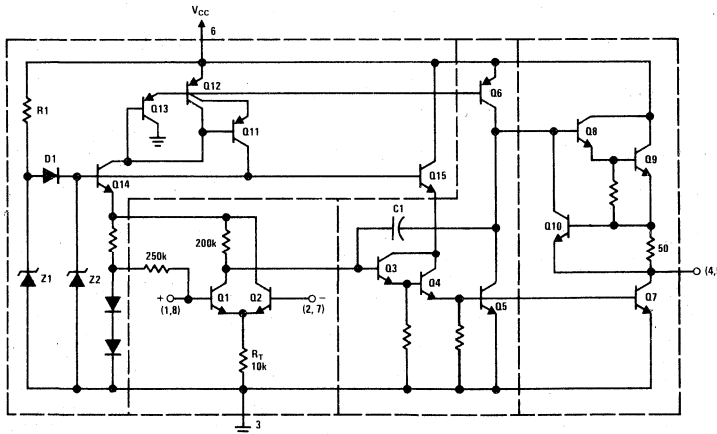 VCC
6
R1
Q12
Q13
Q6
Q11
Q8
Q9
D1
Q14
Q15
C1
Q10
200k
50
250k
Z1
Z2
Q3
Q4
(4,
+
(1,8)
Q1
Q2
−
(2, 7)
Q5
Q7
RT
10k
3